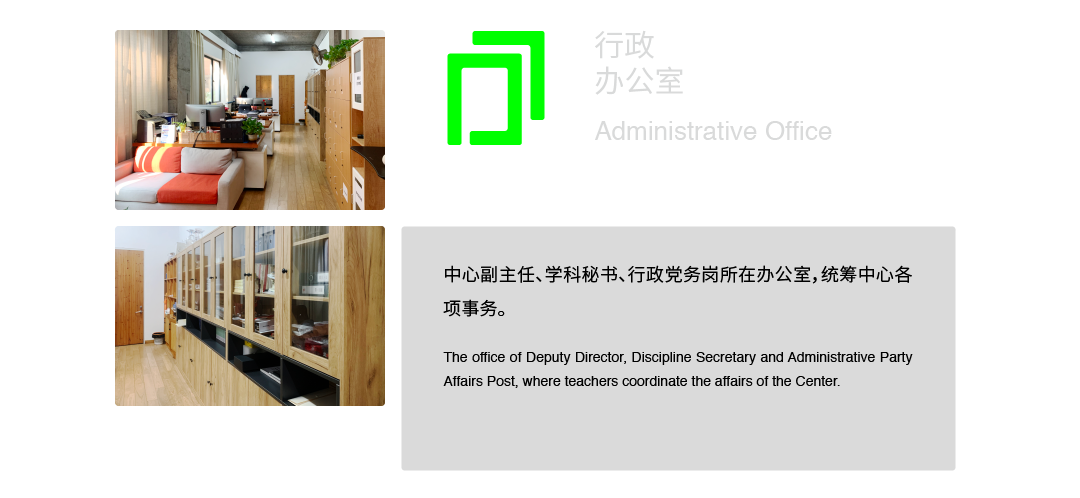 行政
办公室
Administrative Office
中心副主任、学科秘书、行政党务岗所在办公室，统筹中心各
项事务。
The office of Deputy Director, Discipline Secretary and Administrative Party
Affairs Post, where teachers coordinate the affairs of the Center.